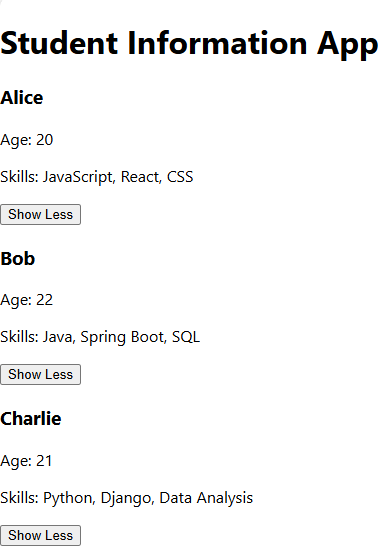 Student Information App
Alice
Age: 20
Skills: JavaScript, React, CSS
Show Less
Bob
Age: 22
Skills: Java, Spring Boot, SQL
Show Less
Charlie
Age: 21
Skills: Python, Django, Data Analysis
Show Less